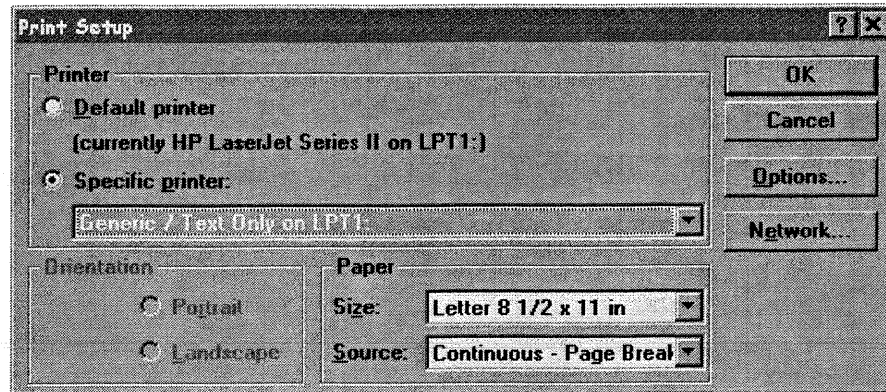 Print Setup
Printer
Default printer
(currently HP LaserJet Series II on LPT1:)
Specific printer:
Generic / Text Only on LPT1:
Orientation
Portrait
Landscape
Paper
Size: Letter 8 1/2 x 11 in
Source: Continuous - Page Breal
OK
Cancel
Options...
Network...